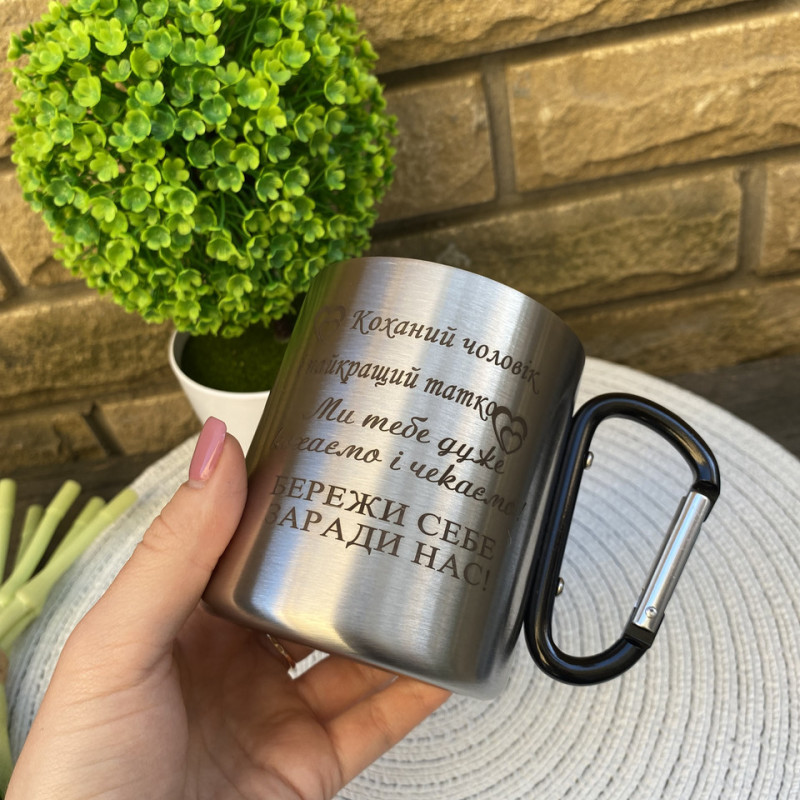 Коханий чоловік,
найкращий татко
Ми тебе дуже
кохаємо і чекаємо!
БЕРЕЖИ СЕБЕ
ЗАРАДИ НАС!